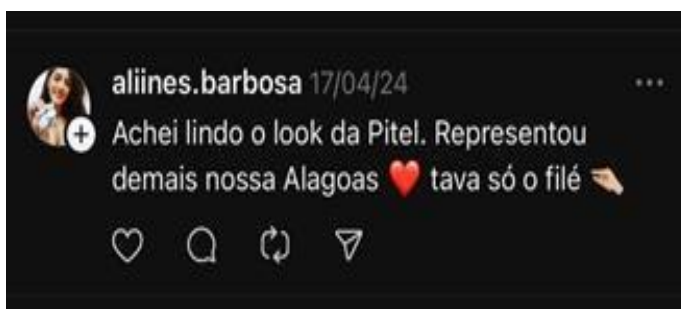 aliines.barbosa 17/04/24
Achei lindo o look da Pitel. Representou
demais nossa Alagoas ❤️ tava só o filé 🤏🏼